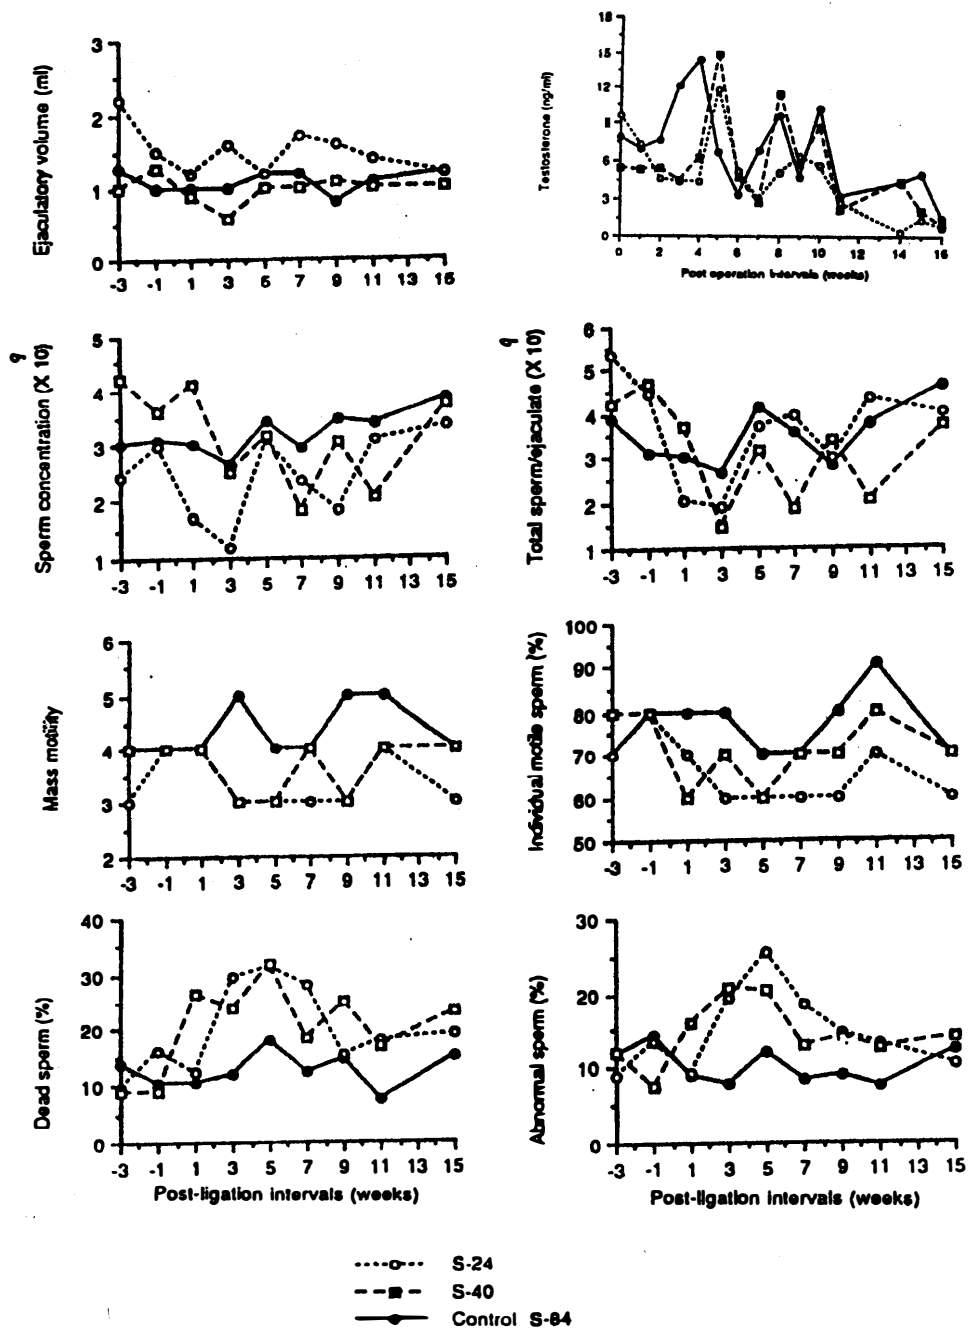 Ejaculatory volume (ml)
3
2
1
0
-3 -1 1 3 5 7 9 11 13 15
Testosterone (ng/ml)
18
15
12
9
6
3
0
0 2 4 6 8 10 12 14 16
Post operation intervals (weeks)
Sperm concentration (X 10)
9
5
4
3
2
1
-3 -1 1 3 5 7 9 11 13 15
Total sperm/ejaculate (X 10)
9
6
5
4
3
2
1
-3 -1 1 3 5 7 9 11 13 15
Mass motility
6
5
4
3
2
-3 -1 1 3 5 7 9 11 13 15
Individual motile sperm (%)
100
90
80
70
60
50
-3 -1 1 3 5 7 9 11 13 15
Dead sperm (%)
40
30
20
10
0
-3 -1 1 3 5 7 9 11 13 15
Post-ligation intervals (weeks)
Abnormal sperm (%)
30
20
10
0
-3 -1 1 3 5 7 9 11 13 15
Post-ligation intervals (weeks)
S-24
S-40
Control S-84